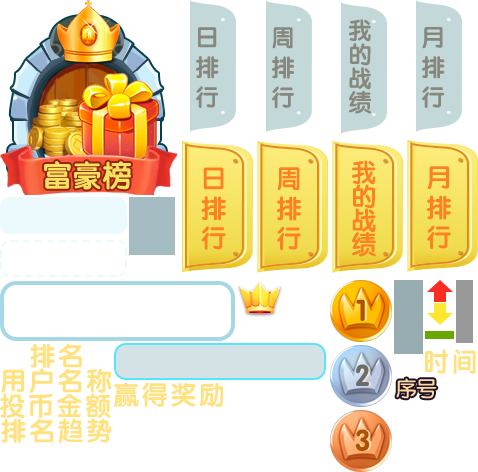 日排行
周排行
我的战绩
月排行
富豪榜
日排行
周排行
我的战绩
月排行
1
排名
时间
用户名称
2
序号
赢得奖励
投币金额
排名趋势
3